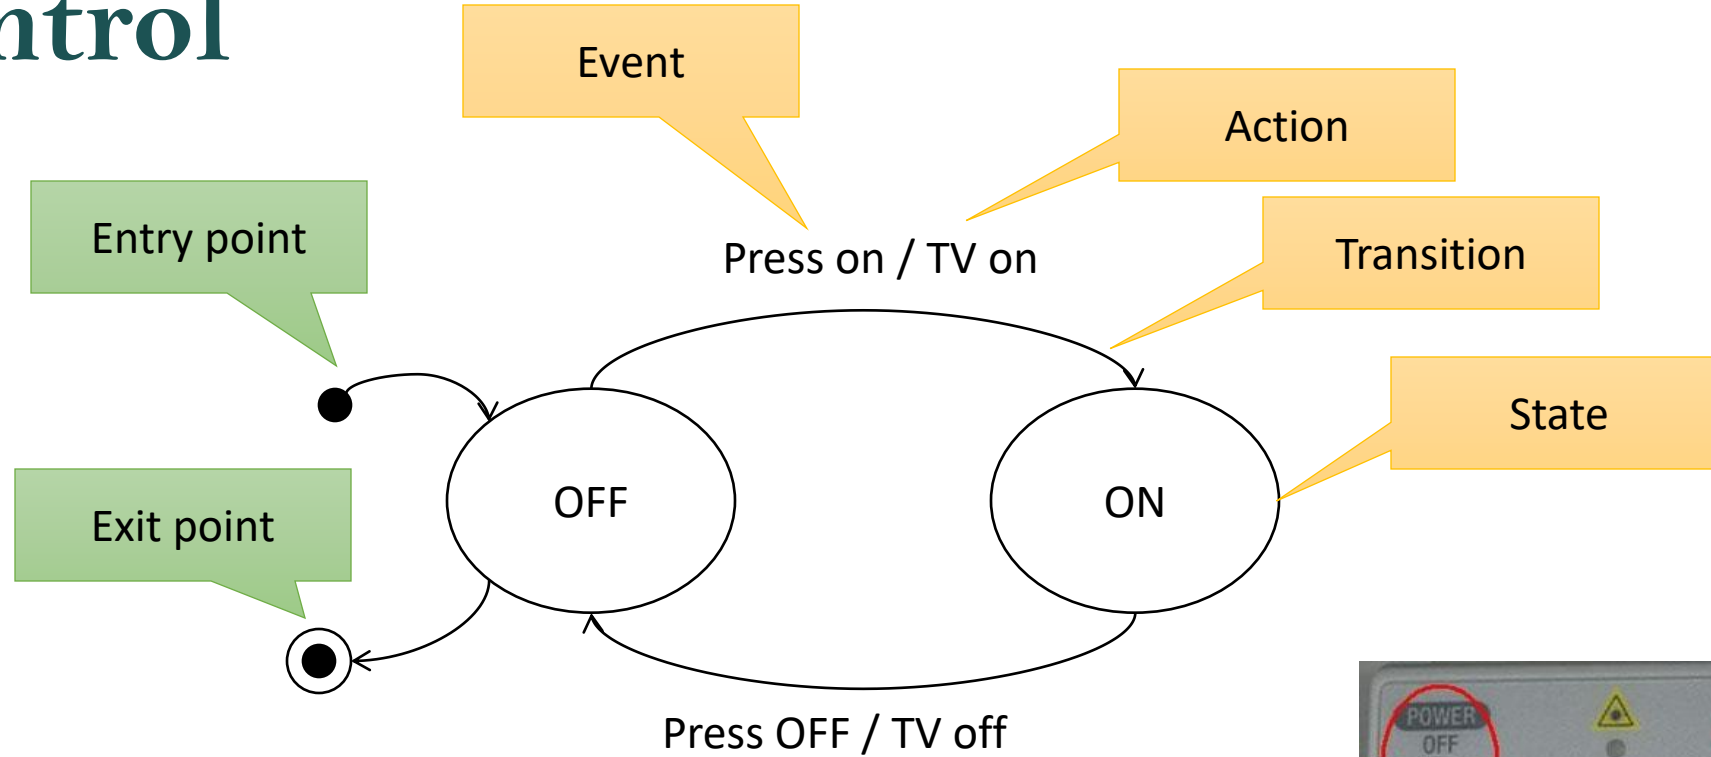 ntrol
Event
Action
Entry point
Press on / TV on
Transition
State
OFF
ON
Exit point
Press OFF / TV off
POWER
OFF